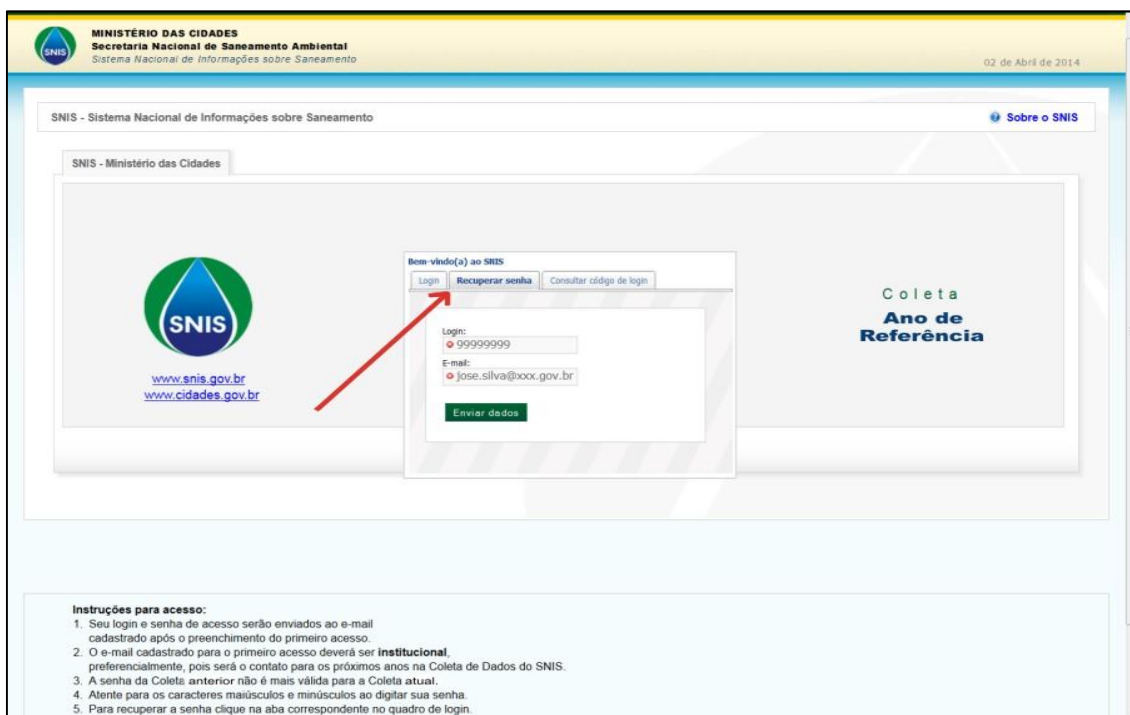 MINISTÉRIO DAS CIDADES
Secretaria Nacional de Saneamento Ambiental
Sistema Nacional de Informações sobre Saneamento
SNIS
02 de Abril de 2014
SNIS - Sistema Nacional de Informações sobre Saneamento
Sobre o SNIS
SNIS - Ministério das Cidades
SNIS
www.snis.gov.br
www.cidades.gov.br
Bem-vindo(a) ao SNIS
Login
Recuperar senha
Consultar código de login
Login:
99999999
E-mail:
jose.silva@xxx.gov.br
Enviar dados
Coleta
Ano de
Referência
Instruções para acesso:
1. Seu login e senha de acesso serão enviados ao e-mail
cadastrado após o preenchimento do primeiro acesso.
2. O e-mail cadastrado para o primeiro acesso deverá ser institucional,
preferencialmente, pois será o contato para os próximos anos na Coleta de Dados do SNIS.
3. A senha da Coleta anterior não é mais válida para a Coleta atual.
4. Atente para os caracteres maiúsculos e minúsculos ao digitar sua senha.
5. Para recuperar a senha clique na aba correspondente no quadro de login.